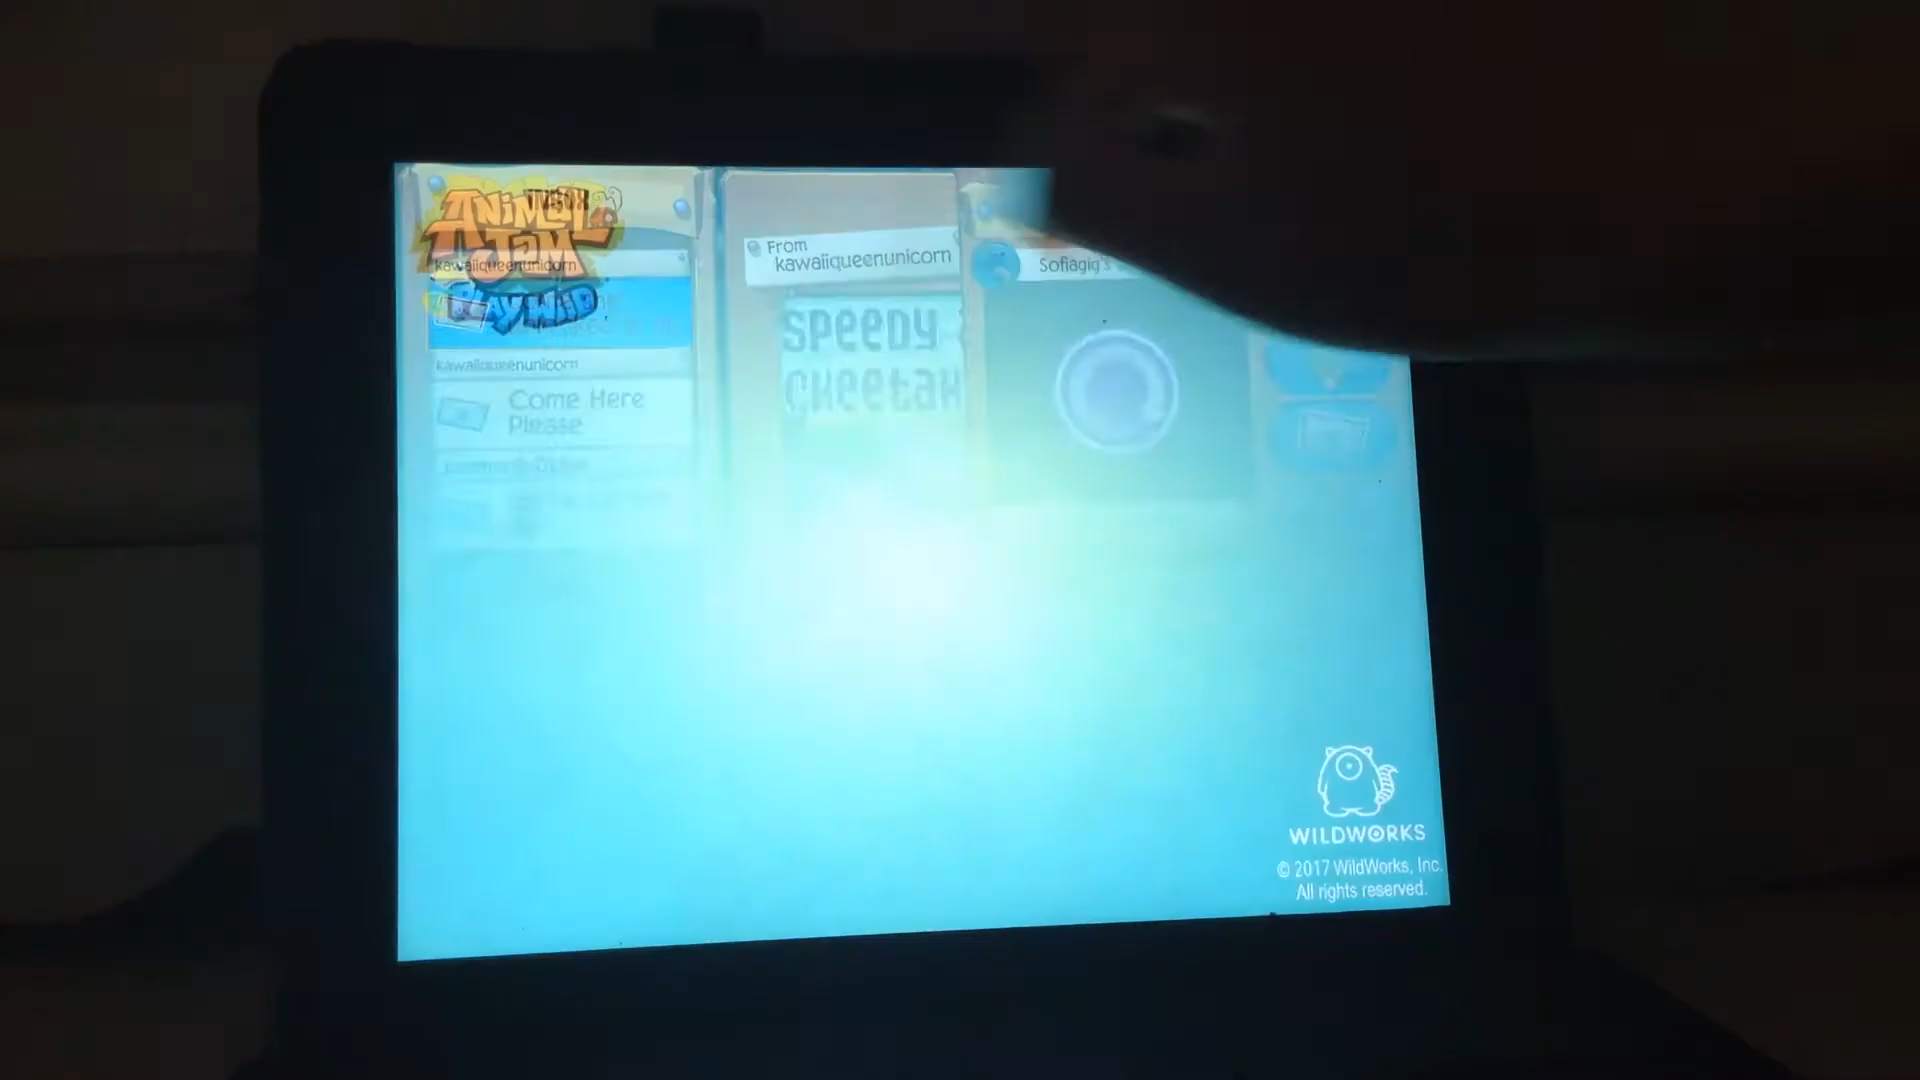 INBOX
ANIMAL
JAM
PLAY WILD
kawaiiqueenunicorn
kawaiiqueenunicorn
Come Here
Please
From
kawaiiqueenunicorn
SPEEDY
CHEETAH
Sofiagig's
WILDWORKS
© 2017 WildWorks, Inc.
All rights reserved.